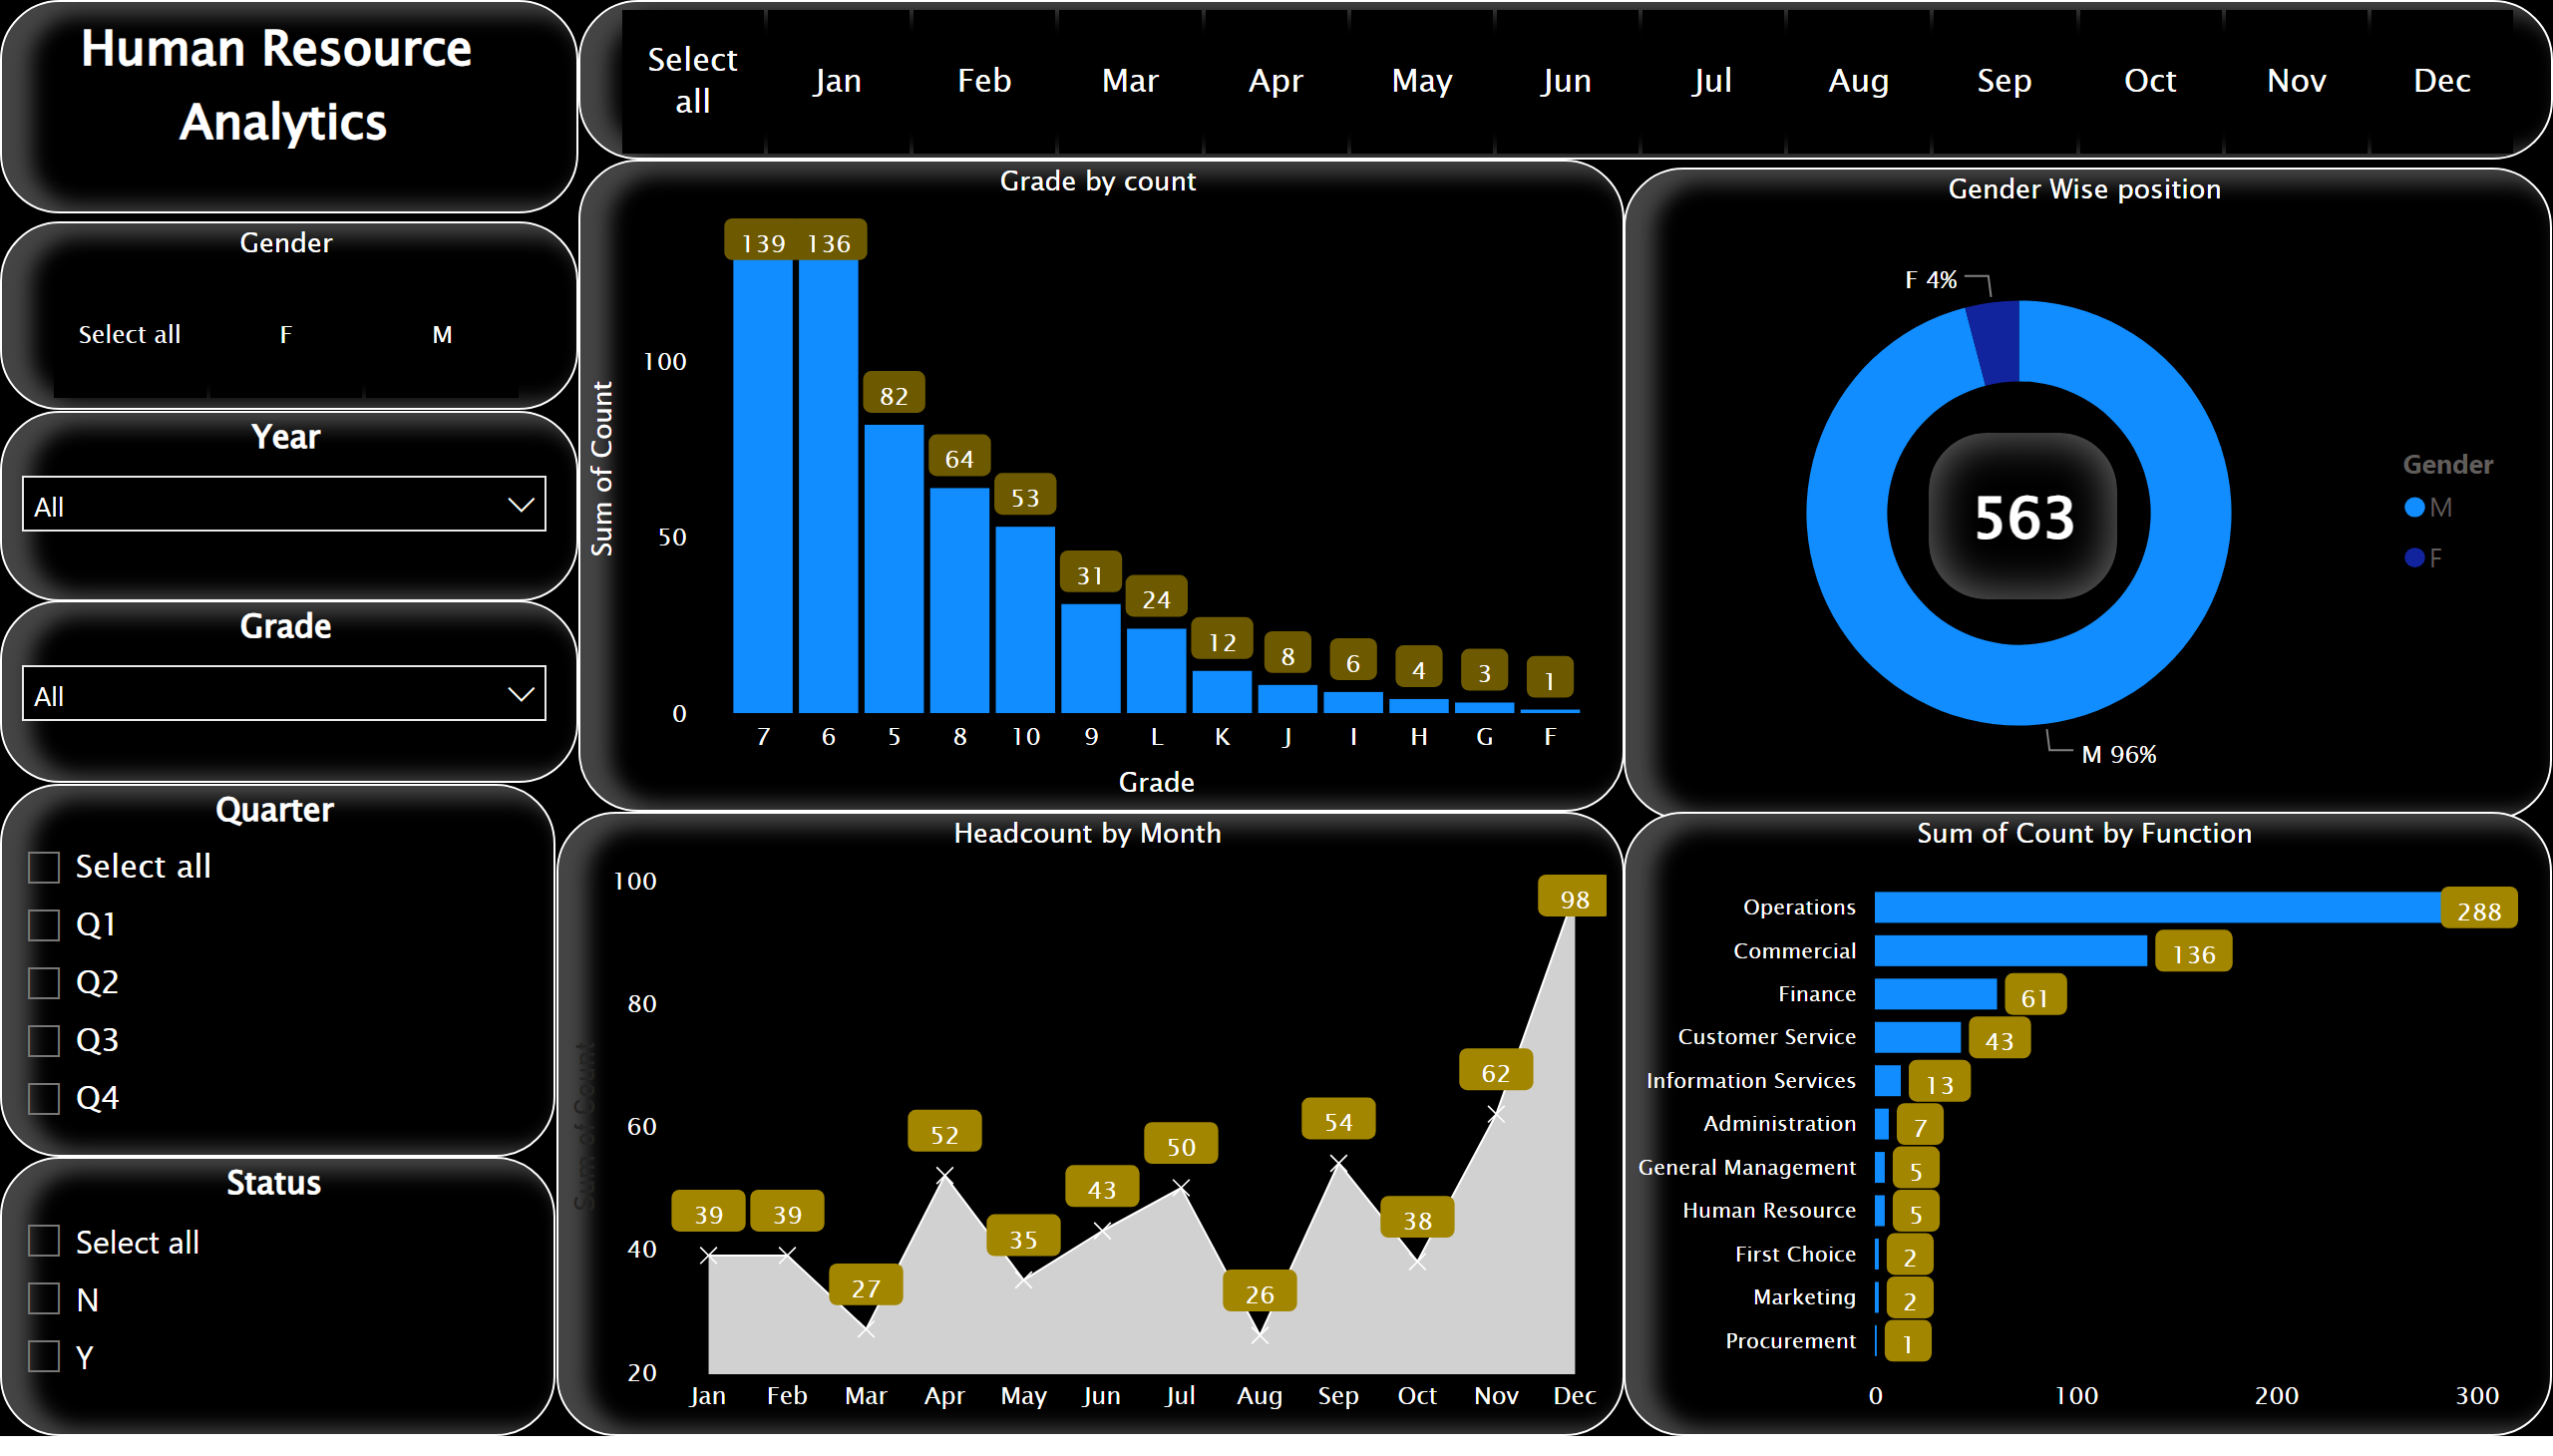 Human Resource
Analytics
Select all
Jan
Feb
Mar
Apr
May
Jun
Jul
Aug
Sep
Oct
Nov
Dec
Gender
Select all
F
M
Year
All
Grade
All
Quarter
Select all
Q1
Q2
Q3
Q4
Status
Select all
N
Y
Grade by count
Sum of Count
100
50
0
139
136
82
64
53
31
24
12
8
6
4
3
1
7
6
5
8
10
9
L
K
J
I
H
G
F
Grade
Gender Wise position
F 4%
563
M 96%
Gender
M
F
Headcount by Month
Sum of Count
100
80
60
40
20
39
39
27
52
35
43
50
26
54
38
62
98
Jan
Feb
Mar
Apr
May
Jun
Jul
Aug
Sep
Oct
Nov
Dec
Sum of Count by Function
Operations 288
Commercial 136
Finance 61
Customer Service 43
Information Services 13
Administration 7
General Management 5
Human Resource 5
First Choice 2
Marketing 2
Procurement 1
0
100
200
300